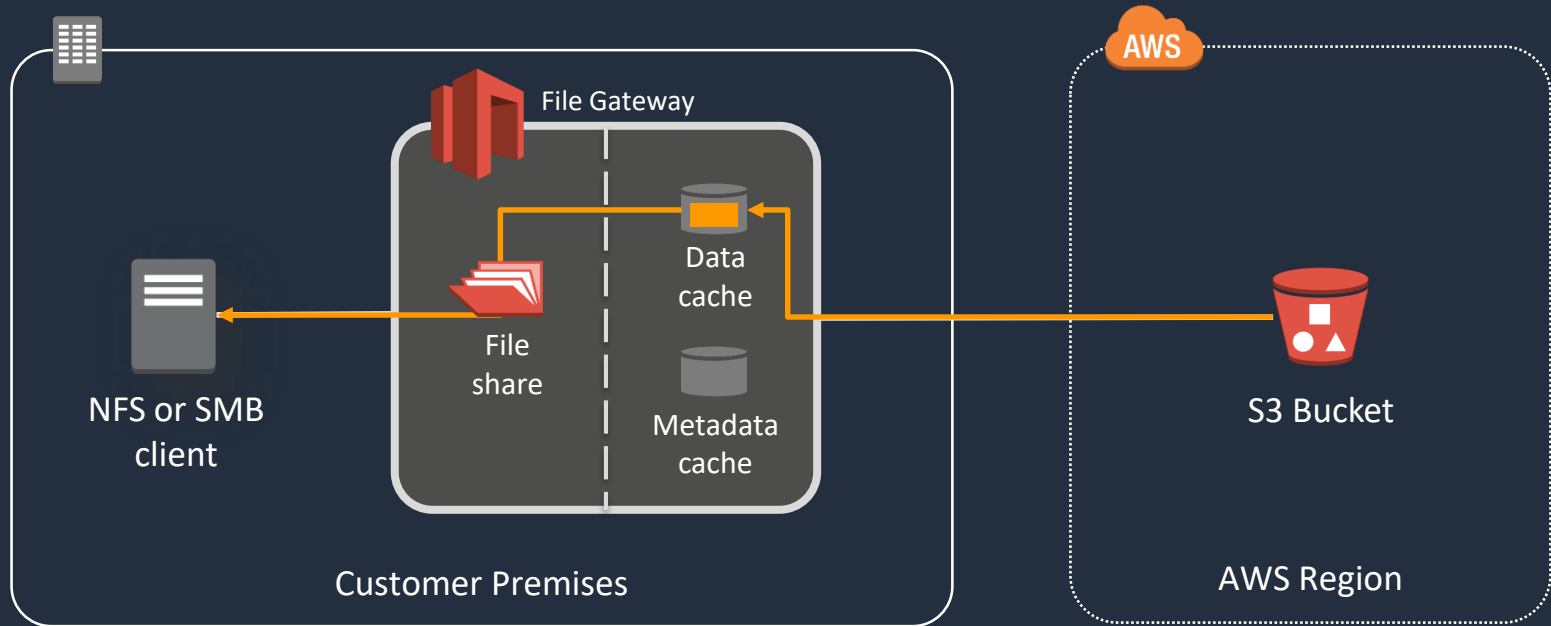 AWS
File Gateway
Data
cache
File
share
NFS or SMB
client
Metadata
cache
S3 Bucket
Customer Premises
AWS Region